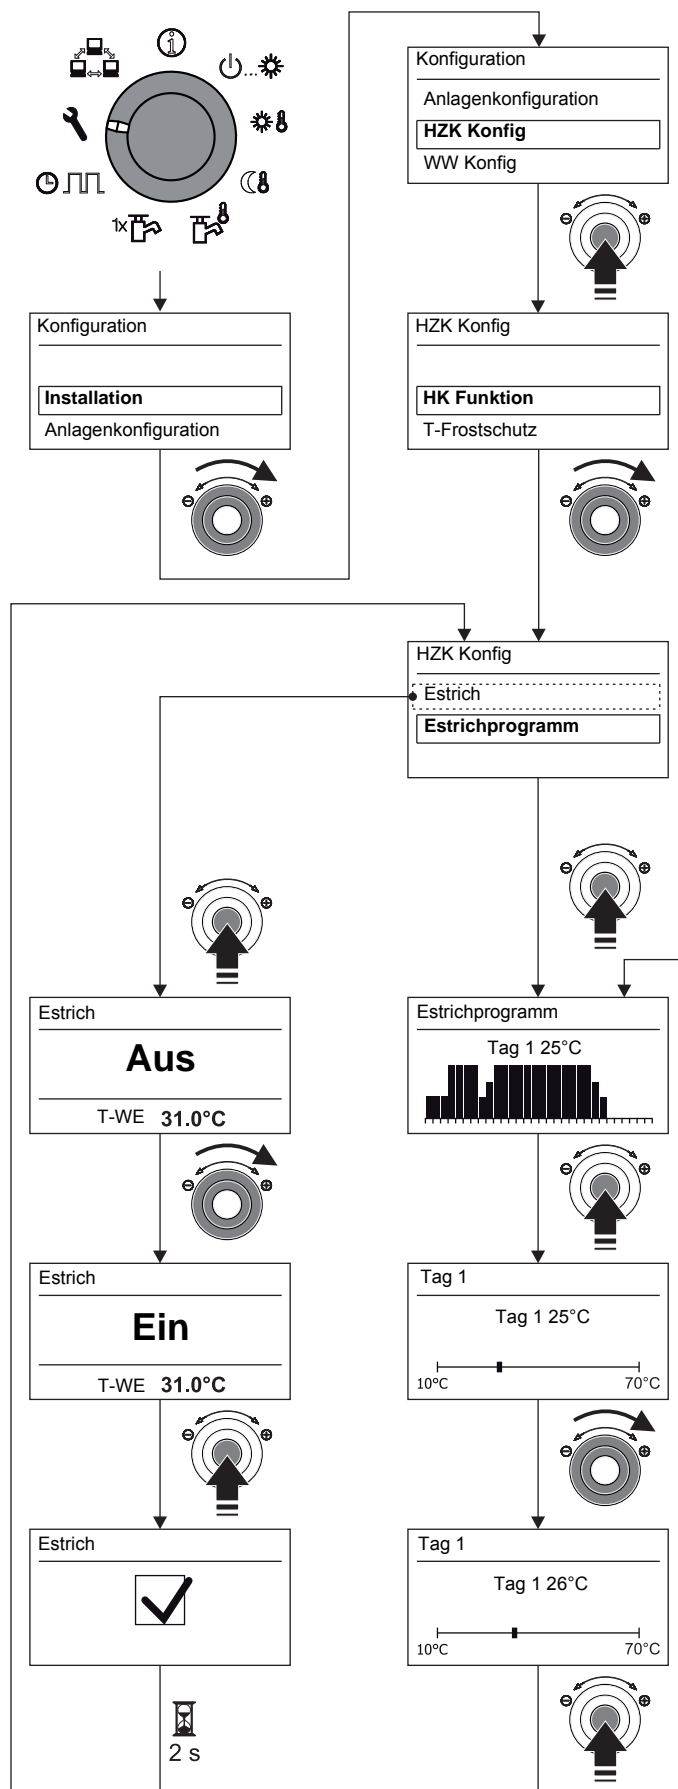 1x
Konfiguration
Installation
Anlagenkonfiguration
Konfiguration
Anlagenkonfiguration
HZK Konfig
WW Konfig
HZK Konfig
HK Funktion
T-Frostschutz
HZK Konfig
Estrich
Estrichprogramm
Estrich
Aus
T-WE 31.0°C
Estrich
Ein
T-WE 31.0°C
Estrich
2 s
Estrichprogramm
Tag 1 25°C
Tag 1
Tag 1 25°C
10°C 70°C
Tag 1
Tag 1 26°C
10°C 70°C